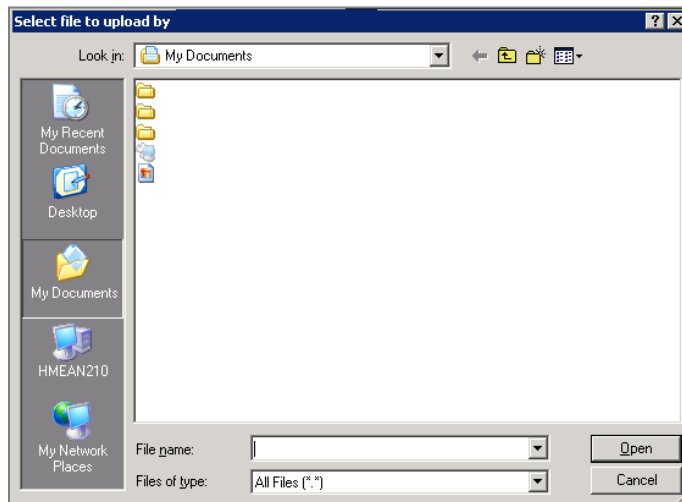 Select file to upload by
Look in:
My Documents
My Recent
Documents
Desktop
My Documents
HMEAN210
My Network
Places
File name:
Open
Files of type:
All Files (*.*)
Cancel